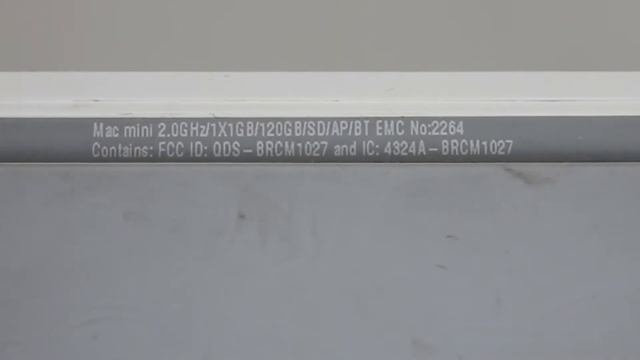 Mac mini 2.0GHz/1X1GB/120GB/SD/AP/BT EMC No:2264
Contains: FCC ID: QDS-BRCM1027 and IC: 4324A-BRCM1027